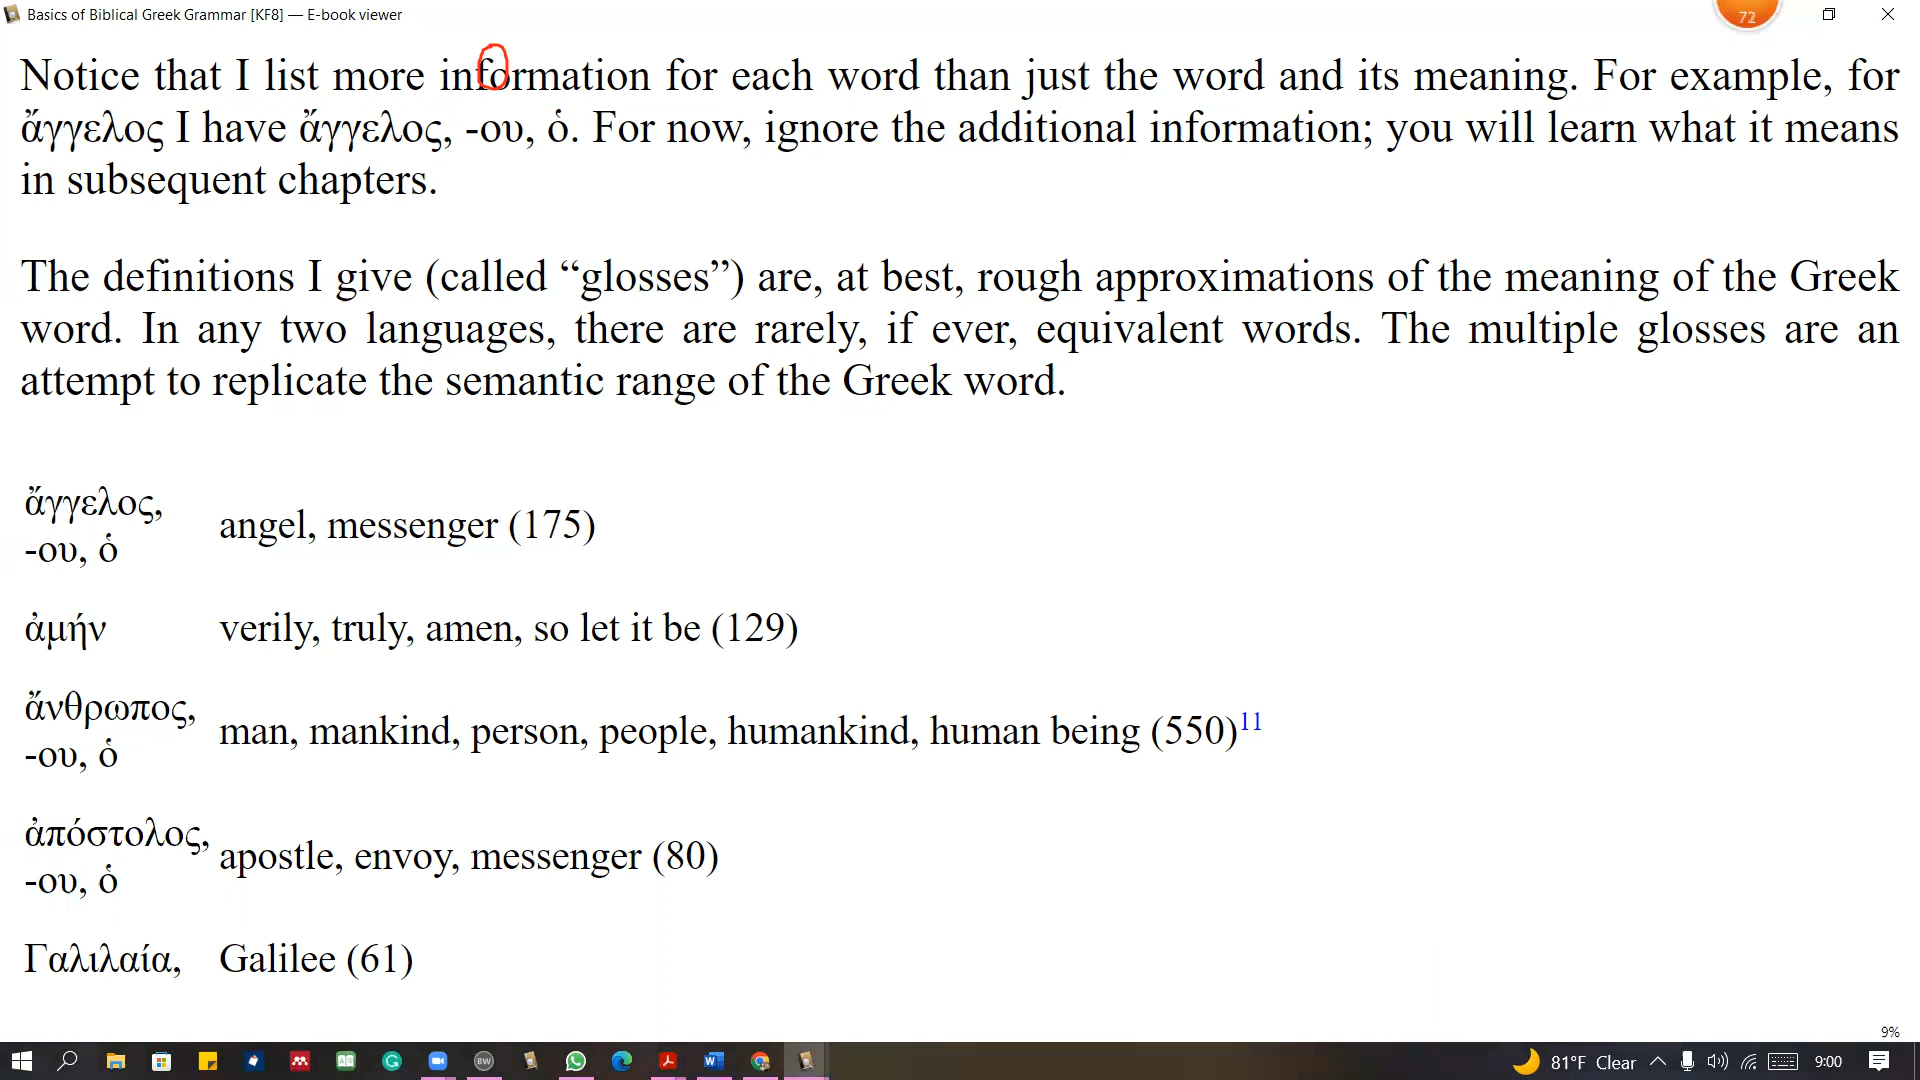 Basics of Biblical Greek Grammar [KF8] — E-book viewer
72
Notice that I list more information for each word than just the word and its meaning. For example, for
ἄγγελος I have ἄγγελος, -ου, ὁ. For now, ignore the additional information; you will learn what it means
in subsequent chapters.
The definitions I give (called “glosses”) are, at best, rough approximations of the meaning of the Greek
word. In any two languages, there are rarely, if ever, equivalent words. The multiple glosses are an
attempt to replicate the semantic range of the Greek word.
ἄγγελος,
-ου, ὁ
angel, messenger (175)
ἀμήν verily, truly, amen, so let it be (129)
ἄνθρωπος,
-ου, ὁ
man, mankind, person, people, humankind, human being (550)11
ἀπόστολος,
-ου, ὁ
apostle, envoy, messenger (80)
Γαλιλαία, Galilee (61)
9%
BW
81°F Clear
9:00